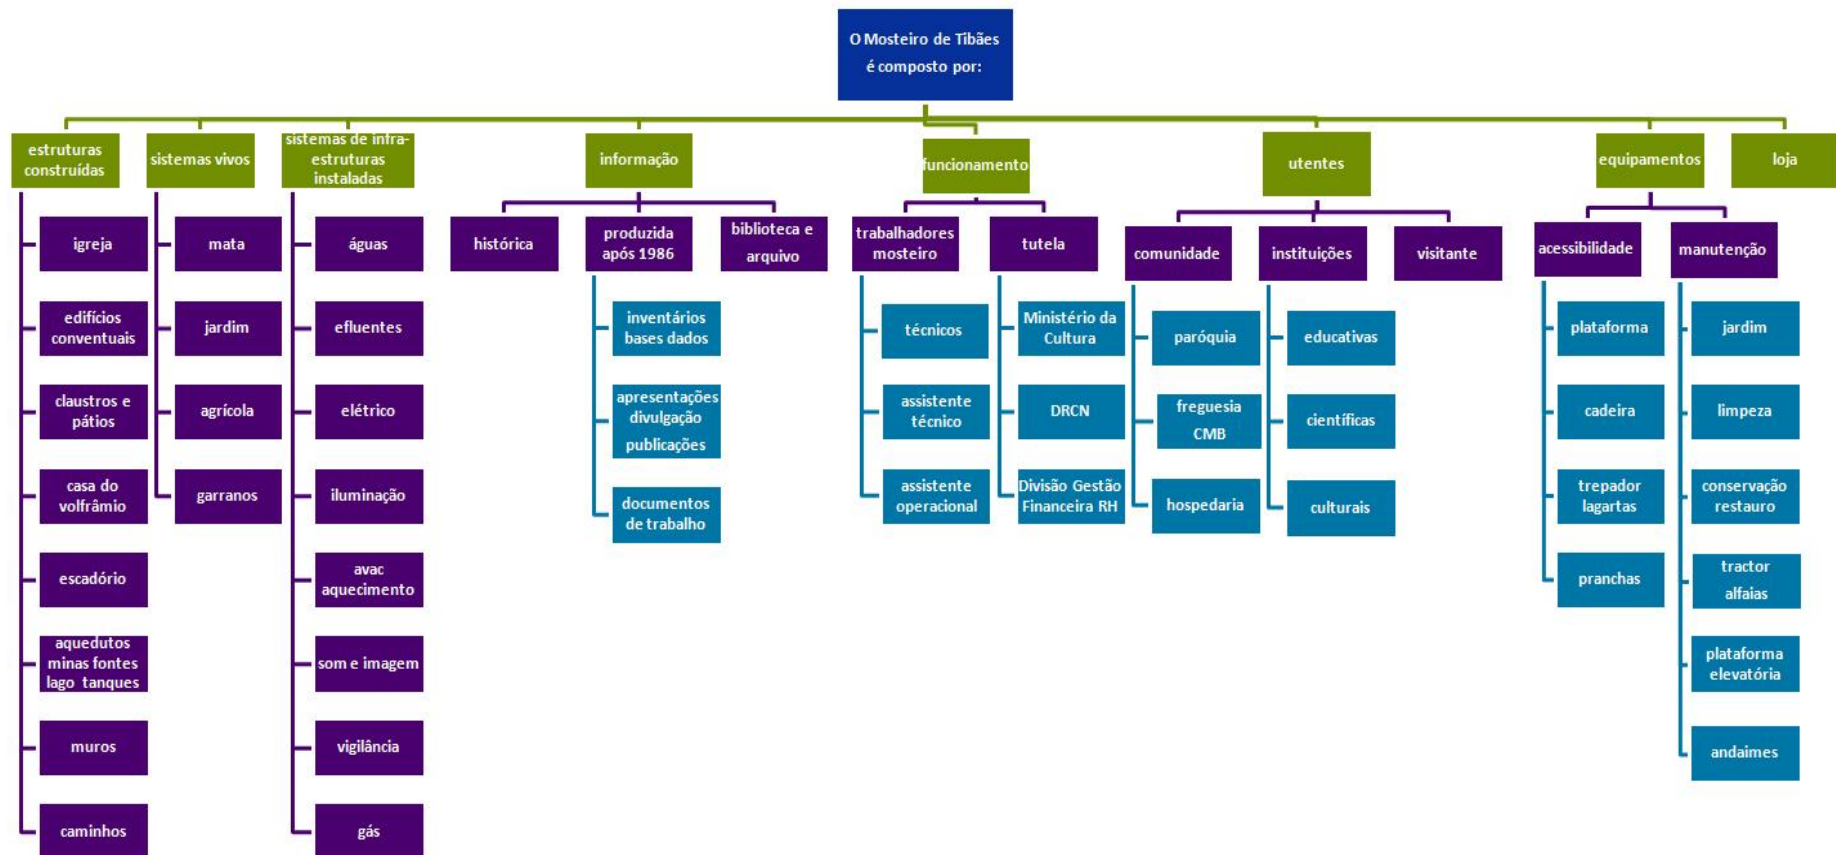 O Mosteiro de Tibães
é composto por:
estruturas
construídas
sistemas vivos
sistemas de infra-
estruturas
instaladas
informação
funcionamento
utentes
equipamentos
loja
igreja
edifícios
conventuais
claustros e
pátios
casa do
volfrâmio
escadório
aquedutos
minas fontes
lago tanques
muros
caminhos
mata
jardim
agrícola
garranos
águas
efluentes
elétrico
iluminação
avac
aquecimento
som e imagem
vigilância
gás
histórica
produzida
após 1986
biblioteca e
arquivo
inventários
bases dados
apresentações
divulgação
publicações
documentos
de trabalho
trabalhadores
mosteiro
tutela
técnicos
assistente
técnico
assistente
operacional
Ministério da
Cultura
DRCN
Divisão Gestão
Financeira RH
comunidade
instituições
visitante
paróquia
freguesia
CMB
hospedaria
educativas
científicas
culturais
acessibilidade
manutenção
plataforma
cadeira
trepador
lagartas
pranchas
jardim
limpeza
conservação
restauro
tractor
alfaias
plataforma
elevatória
andaimes